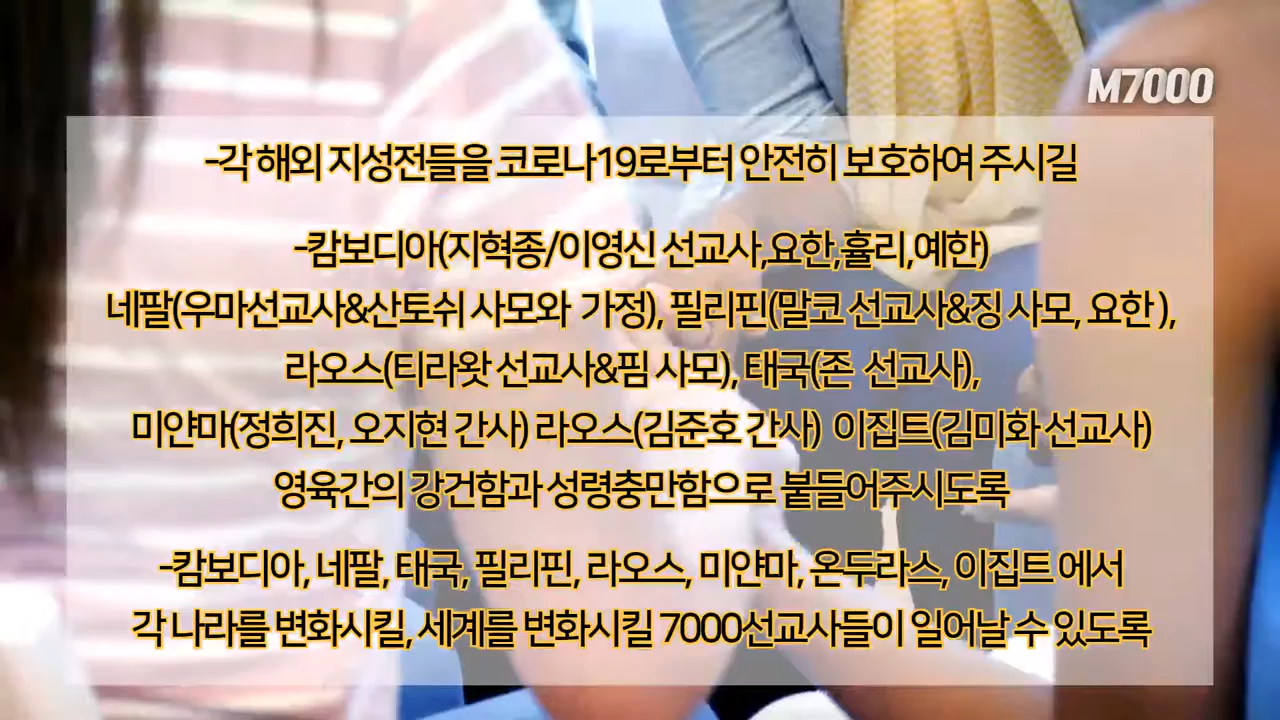 M7000
-각 해외 지성전들을 코로나19로부터 안전히 보호하여 주시길
-캄보디아(지혁종/이영신 선교사,요한,휼리,예한)
네팔(우마선교사&산토쉬 사모와 가정), 필리핀(말코 선교사&징 사모, 요한 ),
라오스(티라왓 선교사&핌 사모), 태국(존 선교사),
미얀마(정희진, 오지현 간사) 라오스(김준호 간사) 이집트(김미화 선교사)
영육간의 강건함과 성령충만함으로 붙들어주시도록
-캄보디아, 네팔, 태국, 필리핀, 라오스, 미얀마, 온두라스, 이집트 에서
각 나라를 변화시킬, 세계를 변화시킬 7000선교사들이 일어날 수 있도록